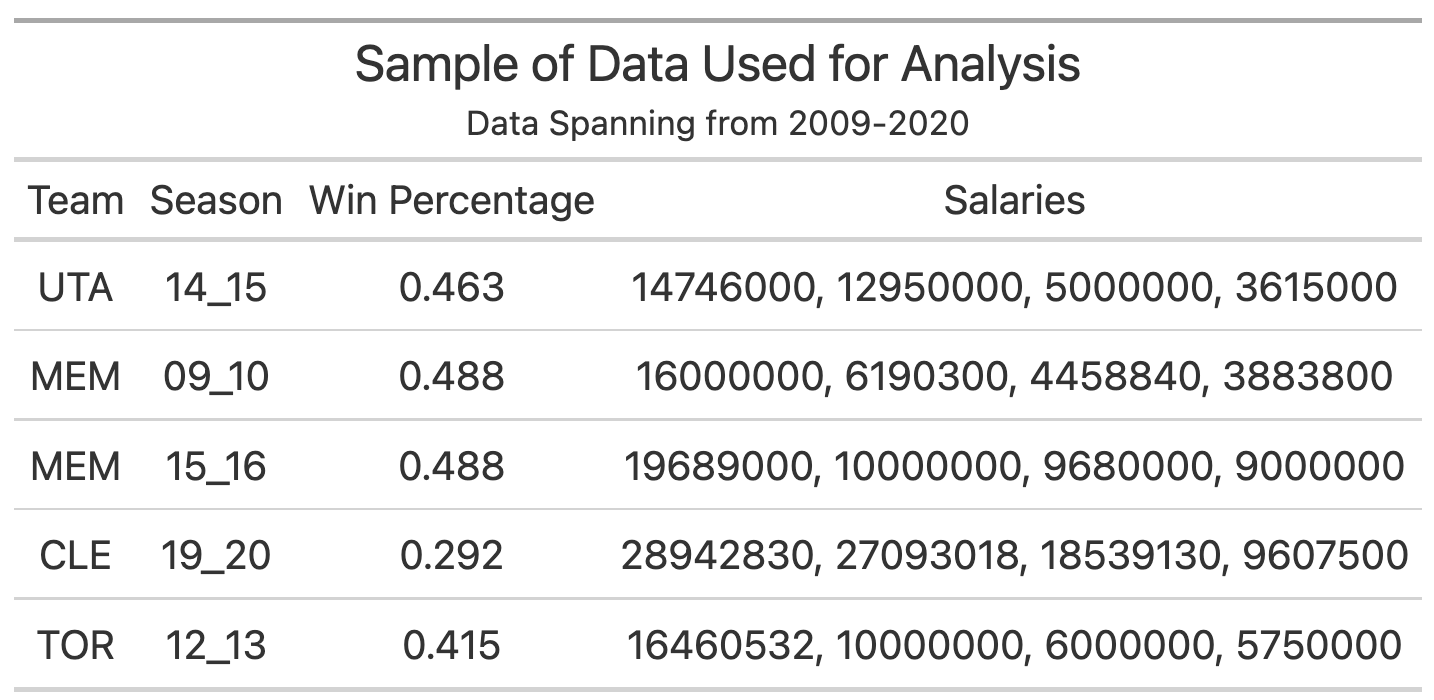 Sample of Data Used for Analysis
Data Spanning from 2009-2020
Team Season Win Percentage Salaries
UTA 14_15 0.463 14746000, 12950000, 5000000, 3615000
MEM 09_10 0.488 16000000, 6190300, 4458840, 3883800
MEM 15_16 0.488 19689000, 10000000, 9680000, 9000000
CLE 19_20 0.292 28942830, 27093018, 18539130, 9607500
TOR 12_13 0.415 16460532, 10000000, 6000000, 5750000